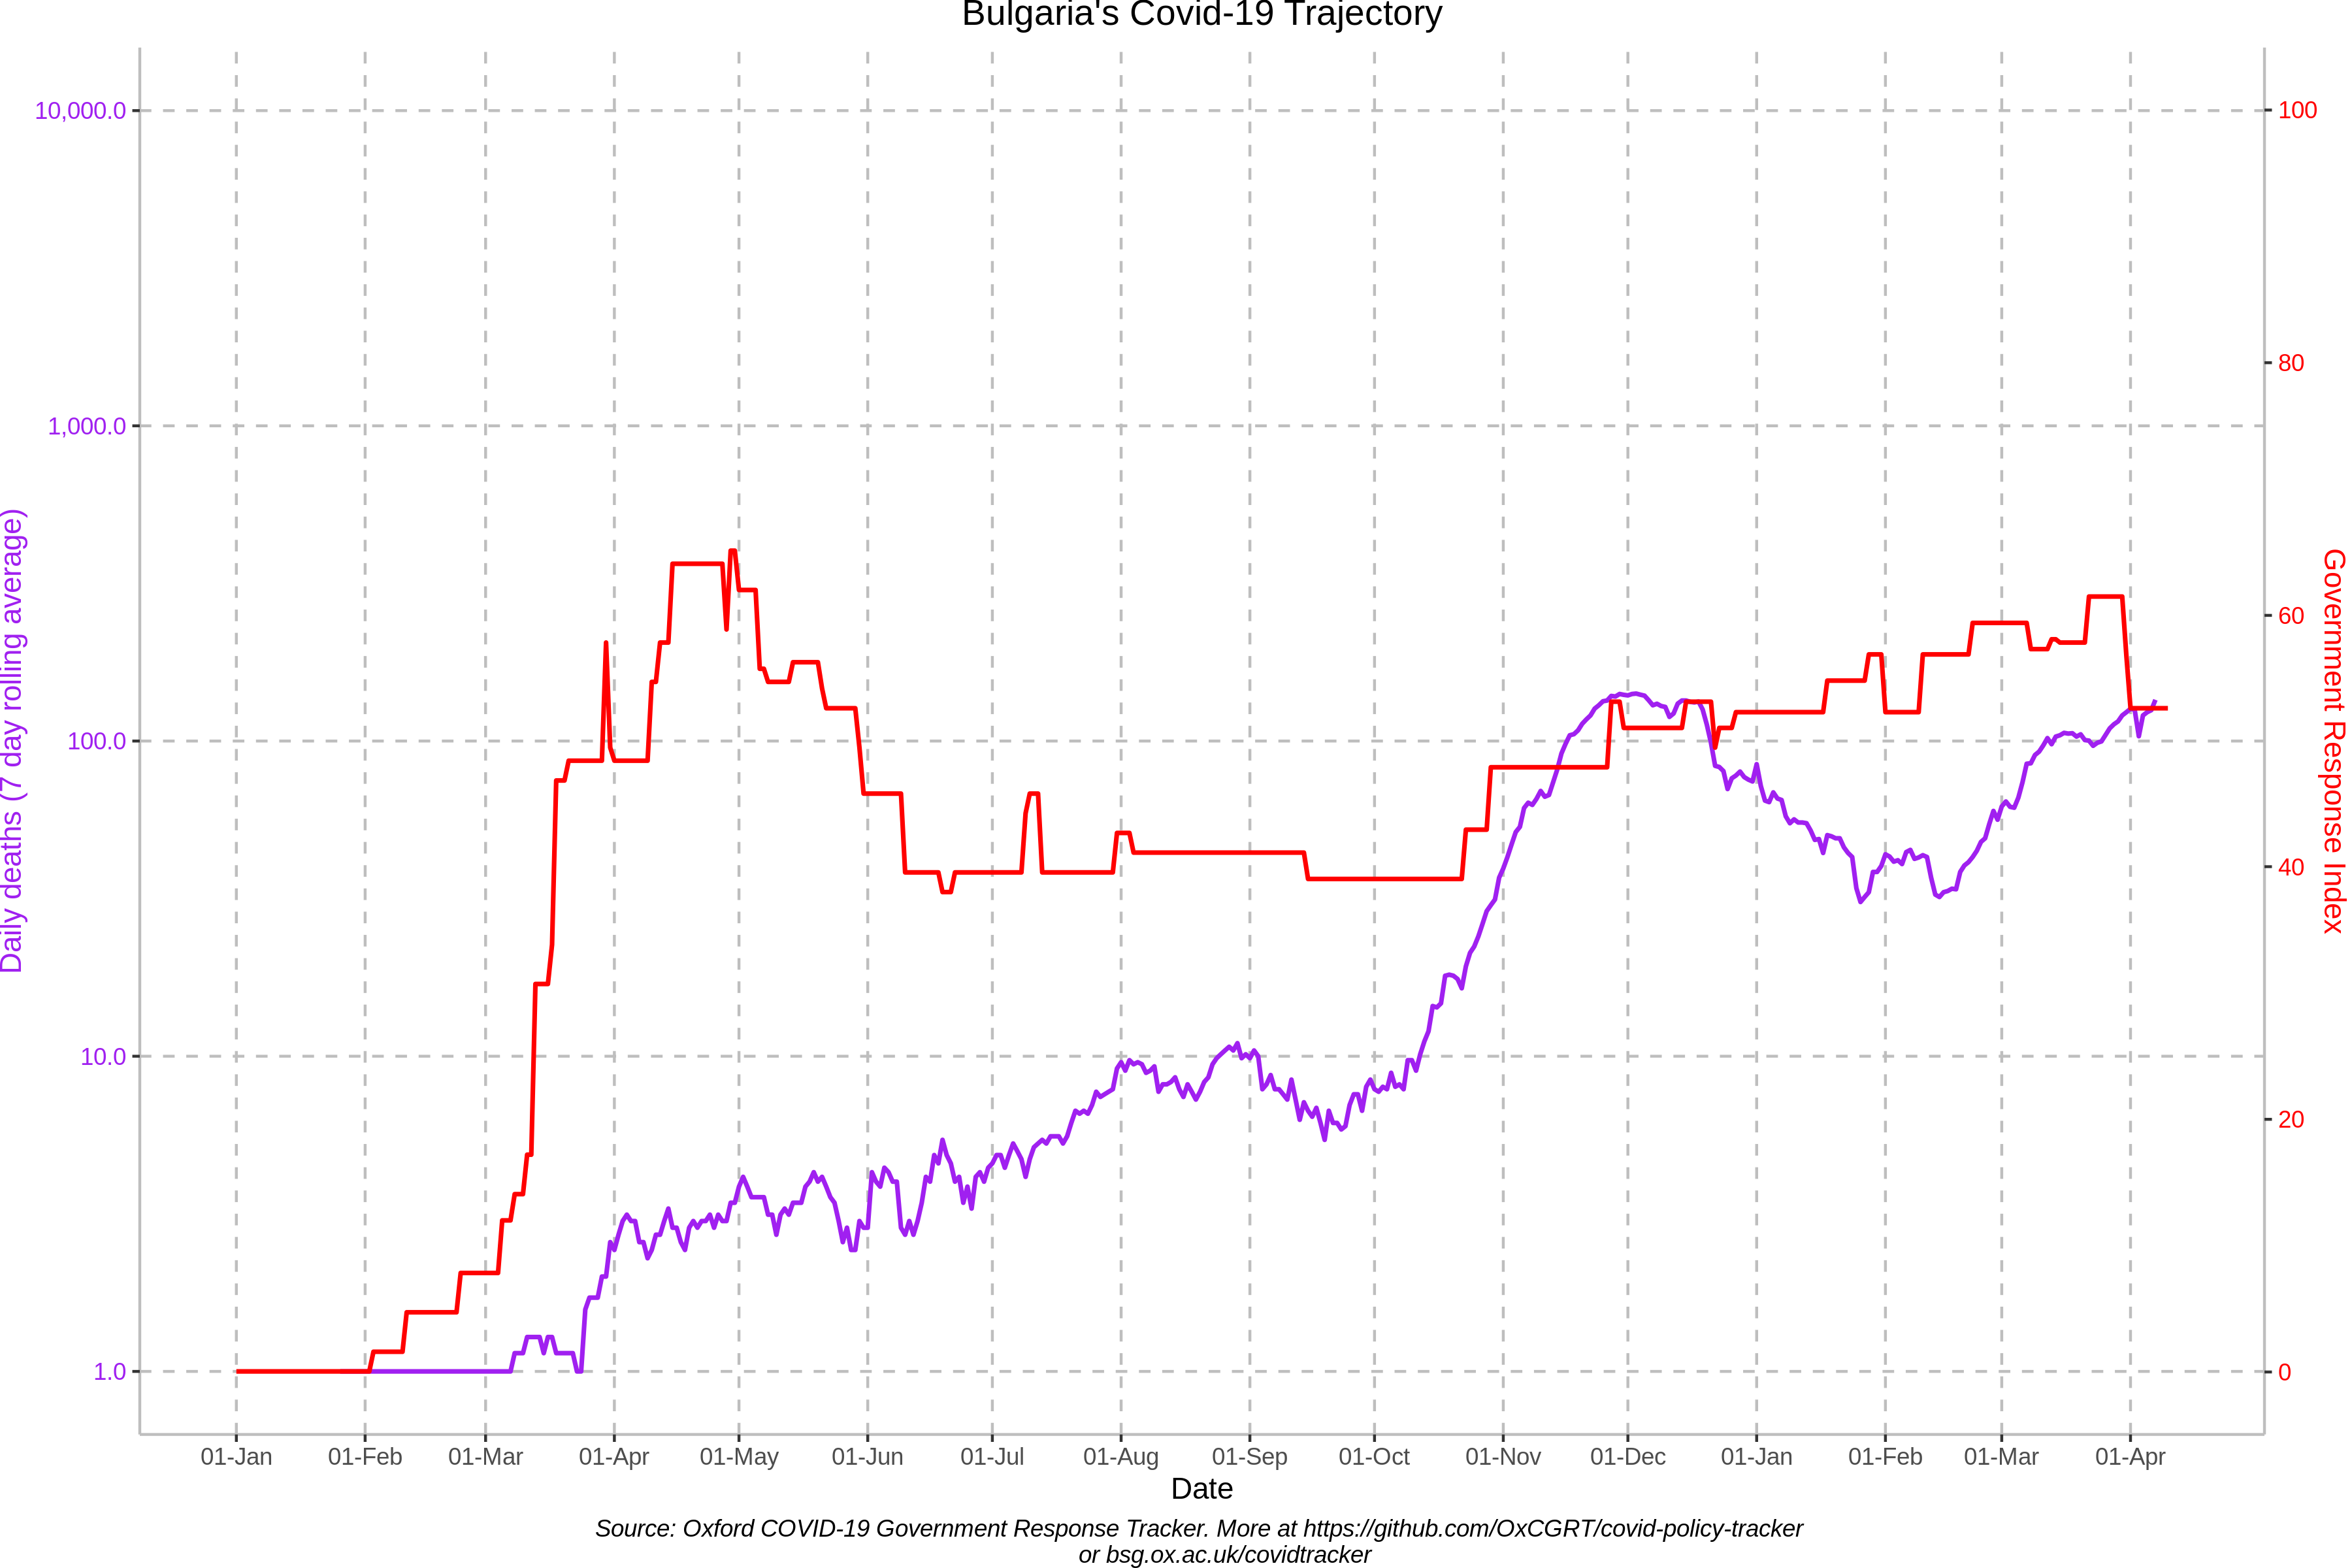 Bulgaria's Covid-19 Trajectory
10,000.0
1,000.0
100.0
10.0
1.0
Daily deaths (7 day rolling average)
100
80
60
40
20
0
Government Response Index
01-Jan 01-Feb 01-Mar 01-Apr 01-May 01-Jun 01-Jul 01-Aug 01-Sep 01-Oct 01-Nov 01-Dec 01-Jan 01-Feb 01-Mar 01-Apr
Date
Source: Oxford COVID-19 Government Response Tracker. More at https://github.com/OxCGRT/covid-policy-tracker
or bsg.ox.ac.uk/covidtracker